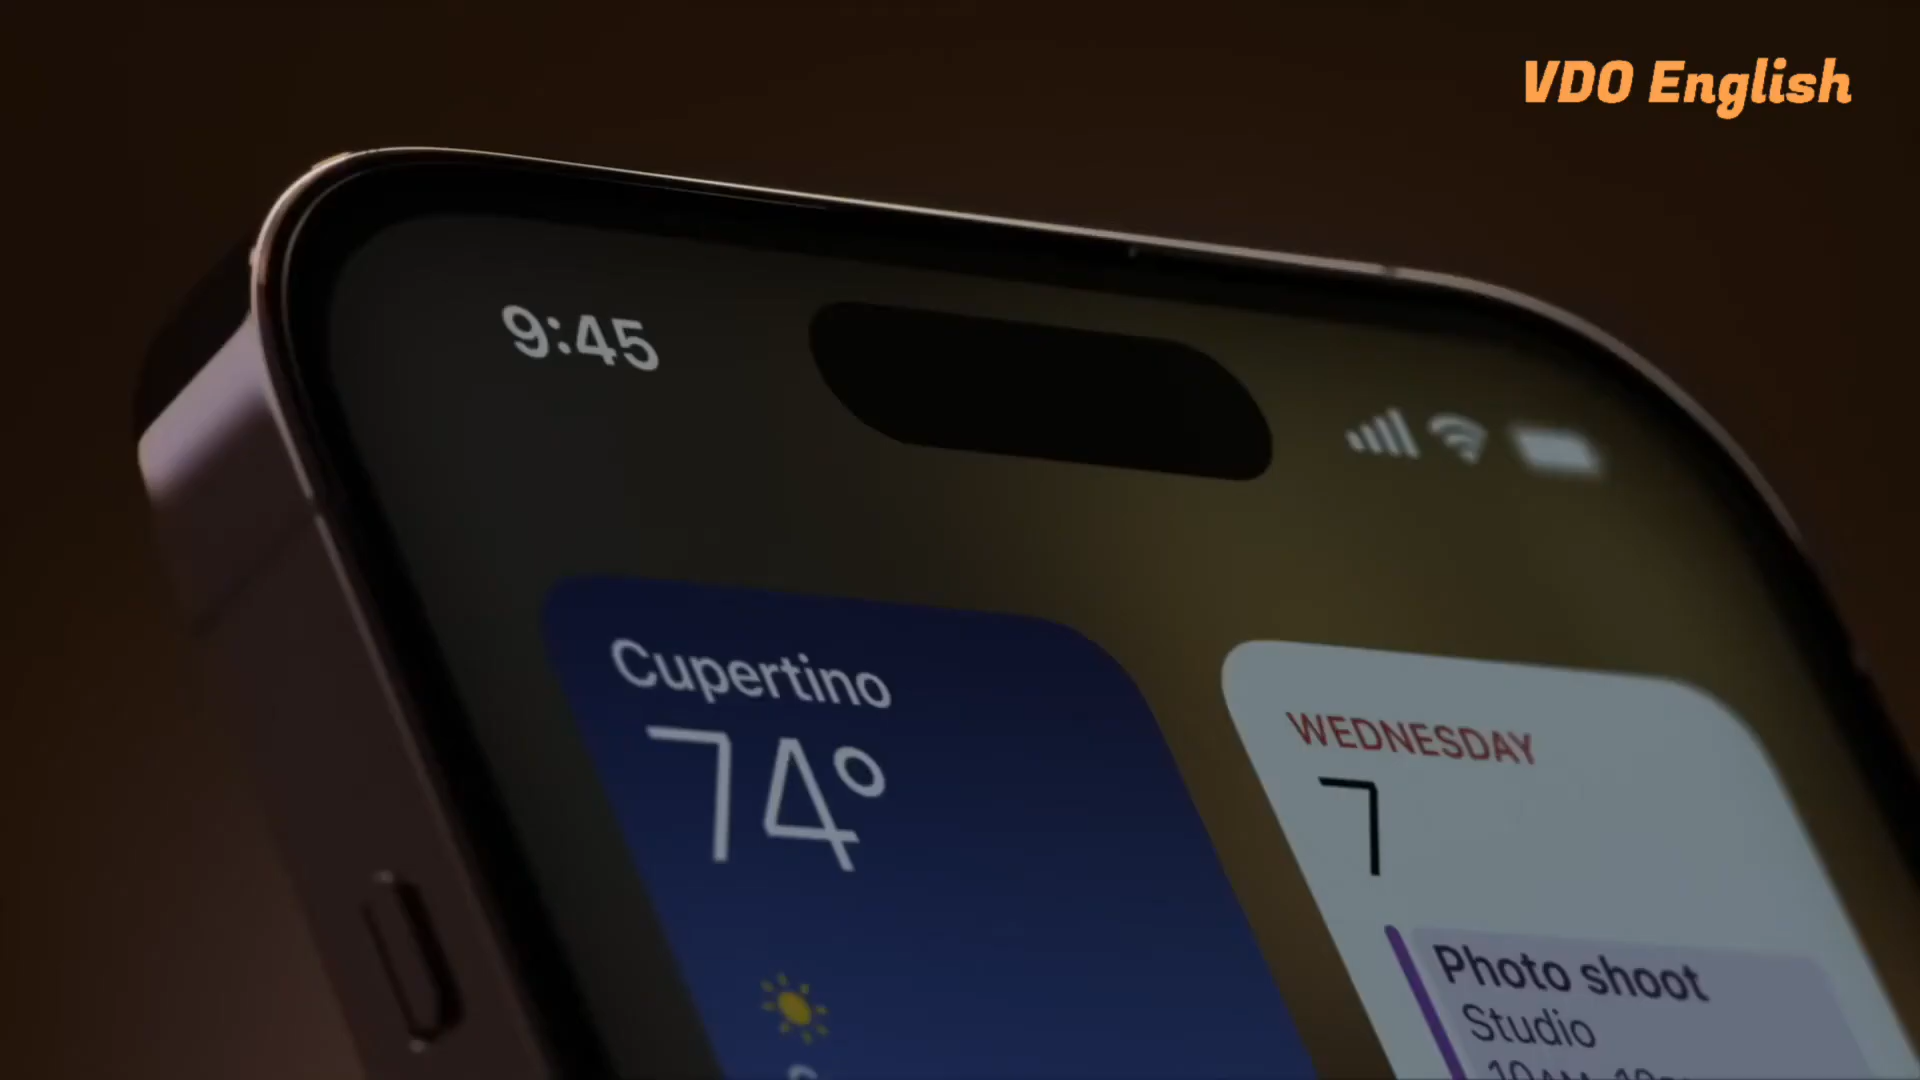 VDO English
9:45
Cupertino
74°
WEDNESDAY
7
Photo shoot
Studio